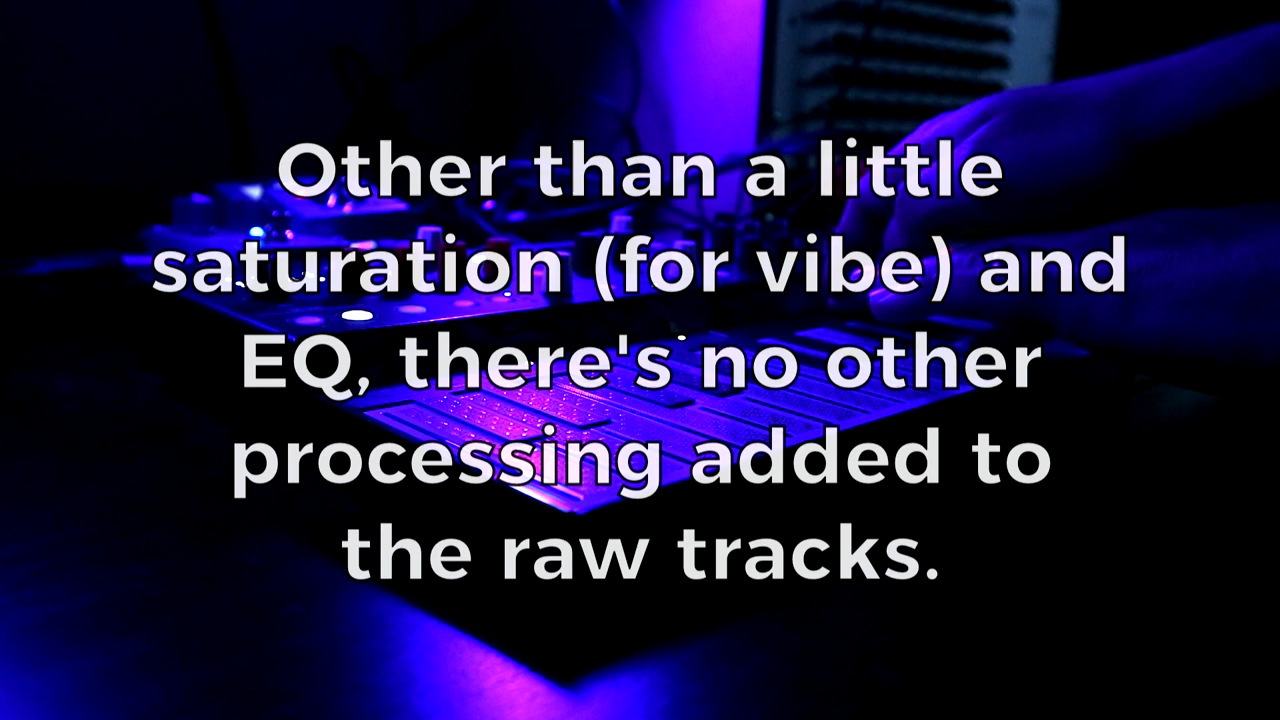 Other than a little
saturation (for vibe) and
EQ, there's no other
processing added to
the raw tracks.